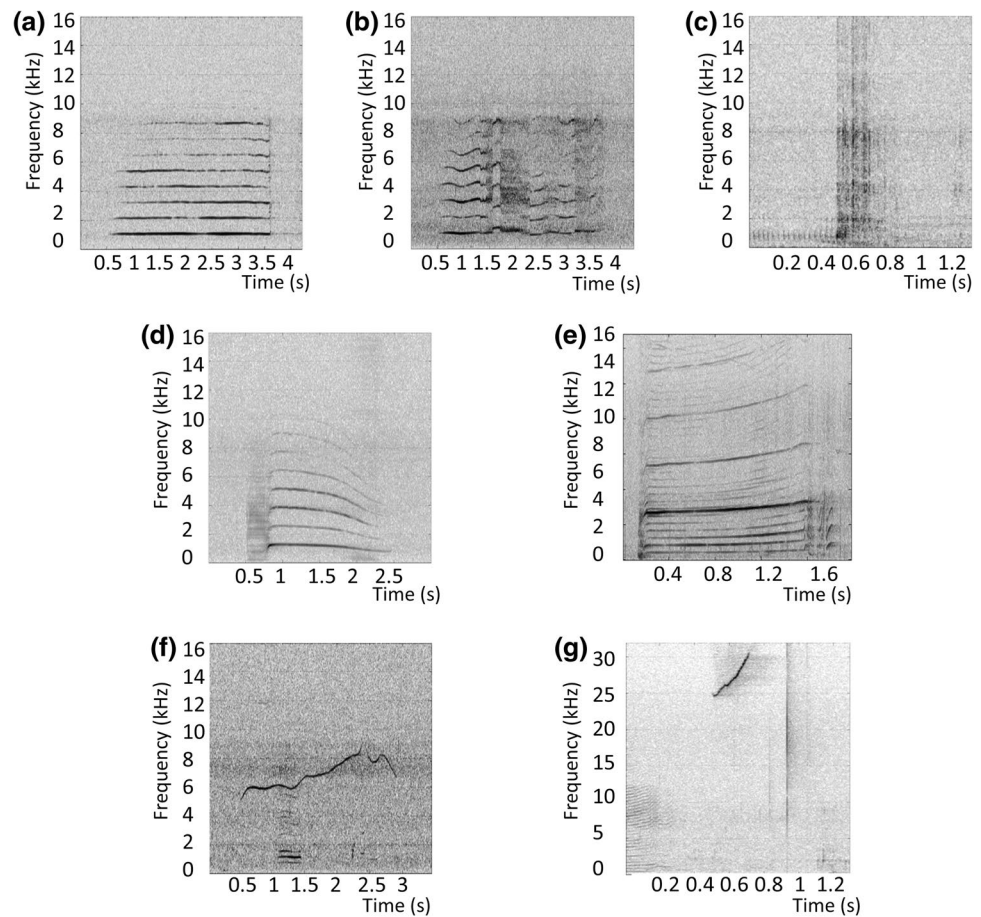 (a)
Frequency (kHz)
16
14
12
10
8
6
4
2
0
0.5 1 1.5 2 2.5 3 3.5 4
Time (s)
(b)
Frequency (kHz)
16
14
12
10
8
6
4
2
0
0.5 1 1.5 2 2.5 3 3.5 4
Time (s)
(c)
Frequency (kHz)
16
14
12
10
8
6
4
2
0
0.2 0.4 0.6 0.8 1 1.2
Time (s)
(d)
Frequency (kHz)
16
14
12
10
8
6
4
2
0
0.5 1 1.5 2 2.5
Time (s)
(e)
Frequency (kHz)
16
14
12
10
8
6
4
2
0
0.4 0.8 1.2 1.6
Time (s)
(f)
Frequency (kHz)
16
14
12
10
8
6
4
2
0
0.5 1 1.5 2 2.5 3
Time (s)
(g)
Frequency (kHz)
30
25
20
15
10
5
0
0.2 0.4 0.6 0.8 1 1.2
Time (s)